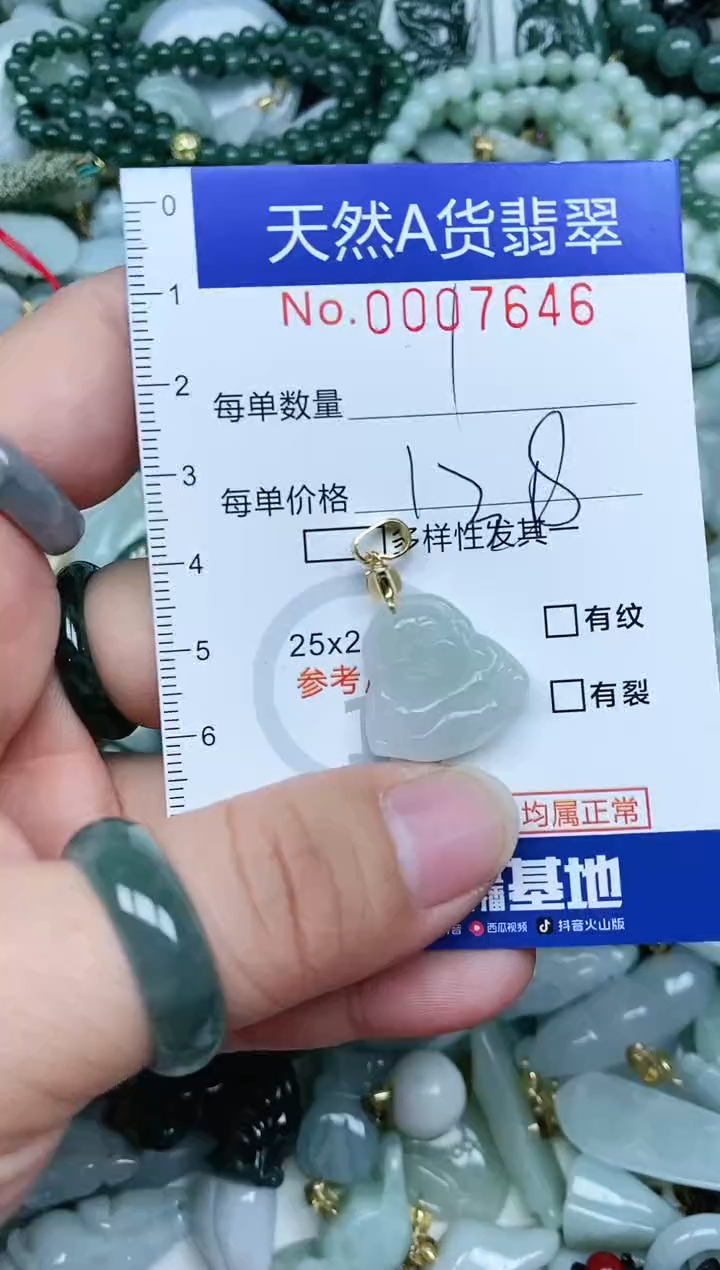 0
天然A货翡翠
1
No.0007646
2
每单数量 1
3
每单价格 128
4
多样性发其一
5
25x2
有纹
参考
有裂
6
均属正常
播基地
西瓜视频 抖音火山版